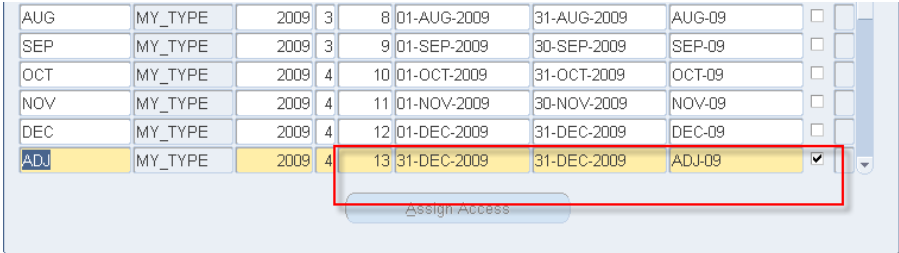 AUG MY_TYPE 2009 3 8 01-AUG-2009 31-AUG-2009 AUG-09
SEP MY_TYPE 2009 3 9 01-SEP-2009 30-SEP-2009 SEP-09
OCT MY_TYPE 2009 4 10 01-OCT-2009 31-OCT-2009 OCT-09
NOV MY_TYPE 2009 4 11 01-NOV-2009 30-NOV-2009 NOV-09
DEC MY_TYPE 2009 4 12 01-DEC-2009 31-DEC-2009 DEC-09
ADJ MY_TYPE 2009 4 13 31-DEC-2009 31-DEC-2009 ADJ-09
Assign Access